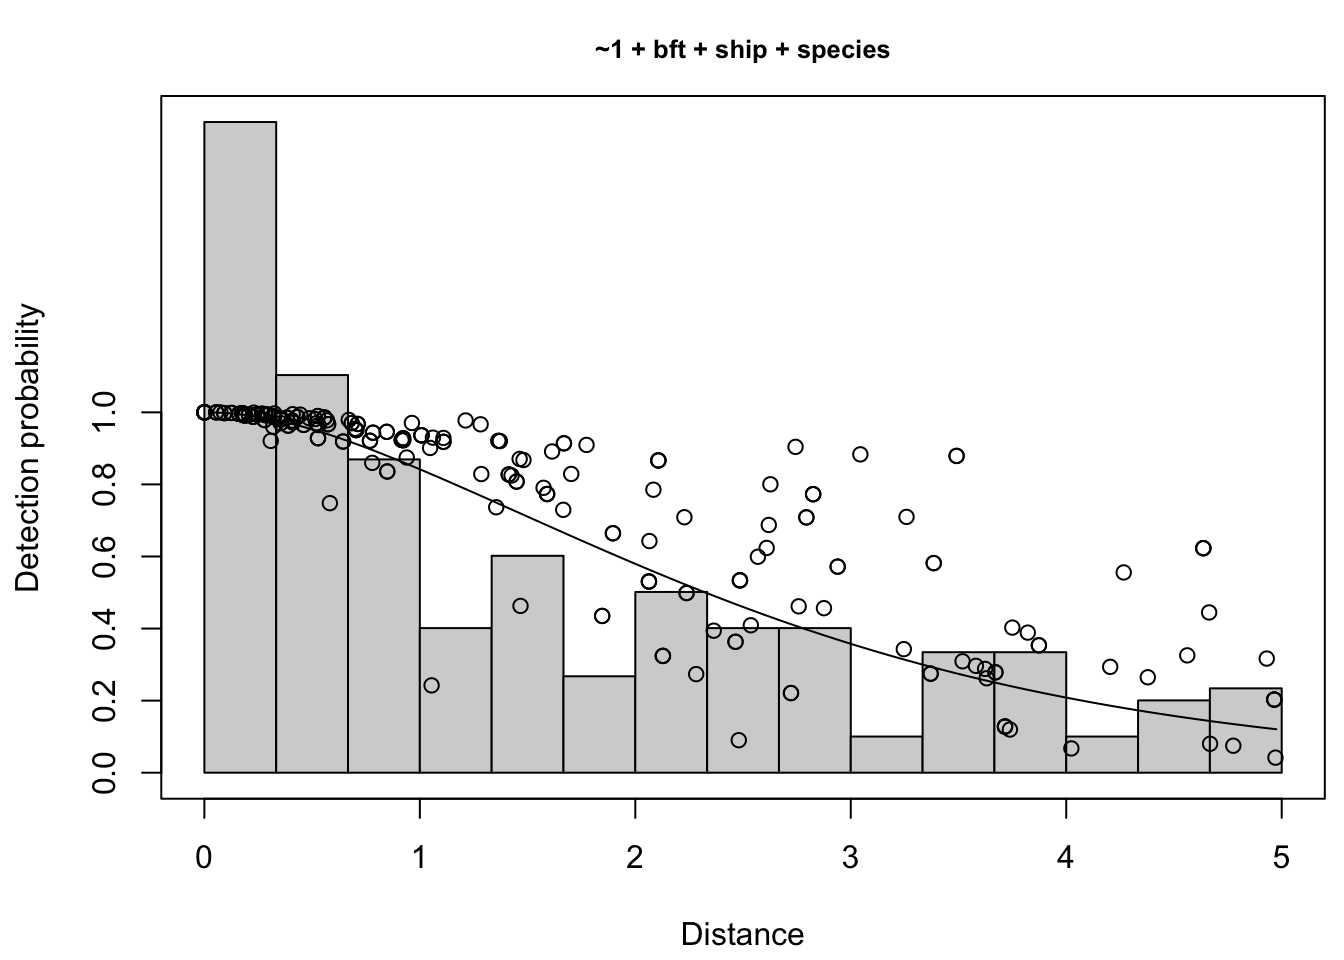 ~1 + bft + ship + species
Detection probability
1.0
0.8
0.6
0.4
0.2
0.0
0 1 2 3 4 5
Distance